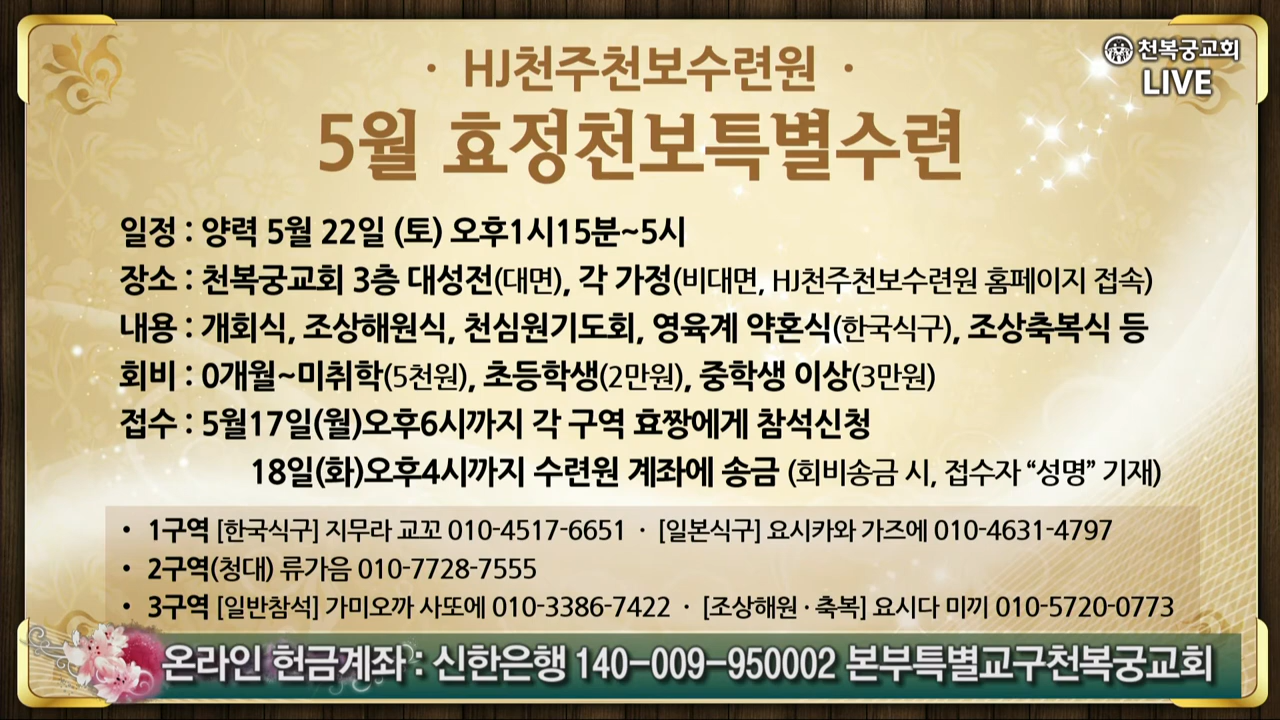 천복궁교회
LIVE
· HJ천주천보수련원 ·
5월 효정천보특별수련
일정 : 양력 5월 22일 (토) 오후1시15분~5시
장소 : 천복궁교회 3층 대성전(대면), 각 가정(비대면, HJ천주천보수련원 홈페이지 접속)
내용 : 개회식, 조상해원식, 천심원기도회, 영육계 약혼식(한국식구), 조상축복식 등
회비 : 0개월~미취학(5천원), 초등학생(2만원), 중학생 이상(3만원)
접수 : 5월17일(월)오후6시까지 각 구역 효짱에게 참석신청
18일(화)오후4시까지 수련원 계좌에 송금 (회비송금 시, 접수자 “성명” 기재)
• 1구역 [한국식구] 지무라 교꼬 010-4517-6651 · [일본식구] 요시카와 가즈에 010-4631-4797
• 2구역(청대) 류가음 010-7728-7555
• 3구역 [일반참석] 가미오까 사또에 010-3386-7422 · [조상해원 · 축복] 요시다 미끼 010-5720-0773
온라인 헌금계좌 : 신한은행 140-009-950002 본부특별교구천복궁교회